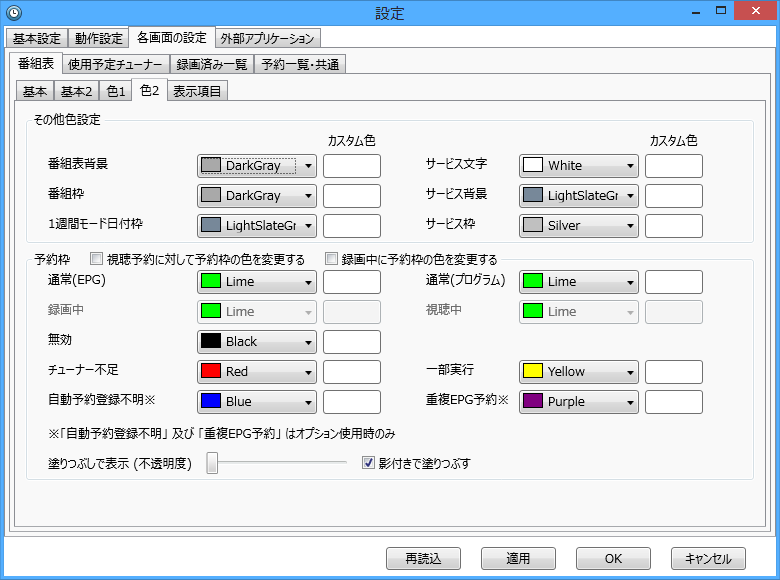 設定
基本設定 動作設定 各画面の設定 外部アプリケーション
番組表 使用予定チューナー 録画済み一覧 予約一覧・共通
基本 基本2 色1 色2 表示項目
その他色設定
カスタム色 カスタム色
番組表背景 DarkGray サービス文字 White
番組枠 DarkGray サービス背景 LightSlateGr
1週間モード日付枠 LightSlateGr サービス枠 Silver
予約枠 視聴予約に対して予約枠の色を変更する 録画中に予約枠の色を変更する
通常(EPG) Lime 通常(プログラム) Lime
録画中 Lime 視聴中 Lime
無効 Black
チューナー不足 Red 一部実行 Yellow
自動予約登録不明※ Blue 重複EPG予約※ Purple
※「自動予約登録不明」 及び 「重複EPG予約」 はオプション使用時のみ
塗りつぶしで表示 (不透明度) 影付きで塗りつぶす
再読込 適用 OK キャンセル